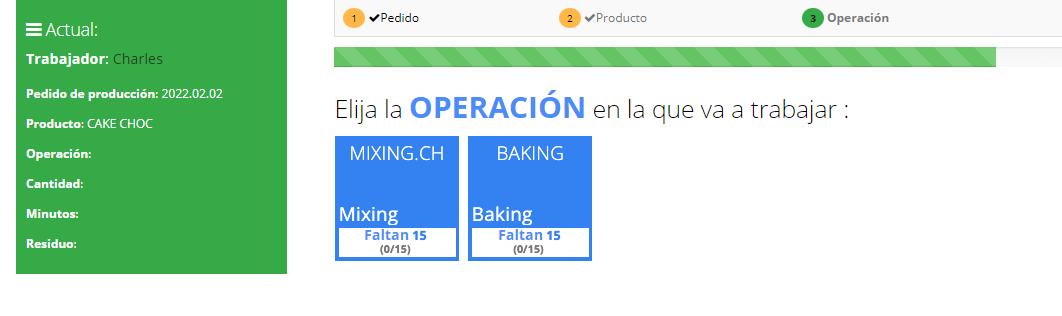 Actual:
Trabajador: Charles
Pedido de producción: 2022.02.02
Producto: CAKE CHOC
Operación:
Cantidad:
Minutos:
Residuo:
1 Pedido
2 Producto
3 Operación
Elija la OPERACIÓN en la que va a trabajar :
MIXING.CH
Mixing
Faltan 15
(0/15)
BAKING
Baking
Faltan 15
(0/15)